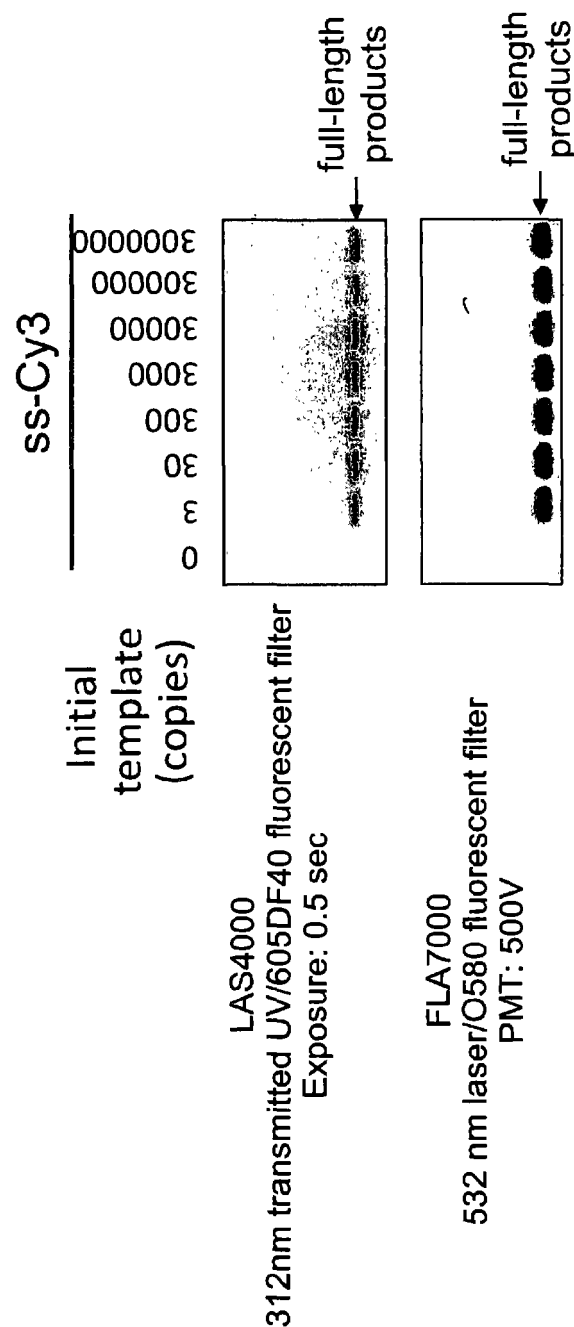 ss-Cy3
3000000
300000
30000
3000
300
30
3
0
Initial
template
(copies)
LAS4000
312nm transmitted UV/605DF40 fluorescent filter
Exposure: 0.5 sec
full-length
products
FLA7000
532 nm laser/O580 fluorescent filter
PMT: 500V
full-length
products